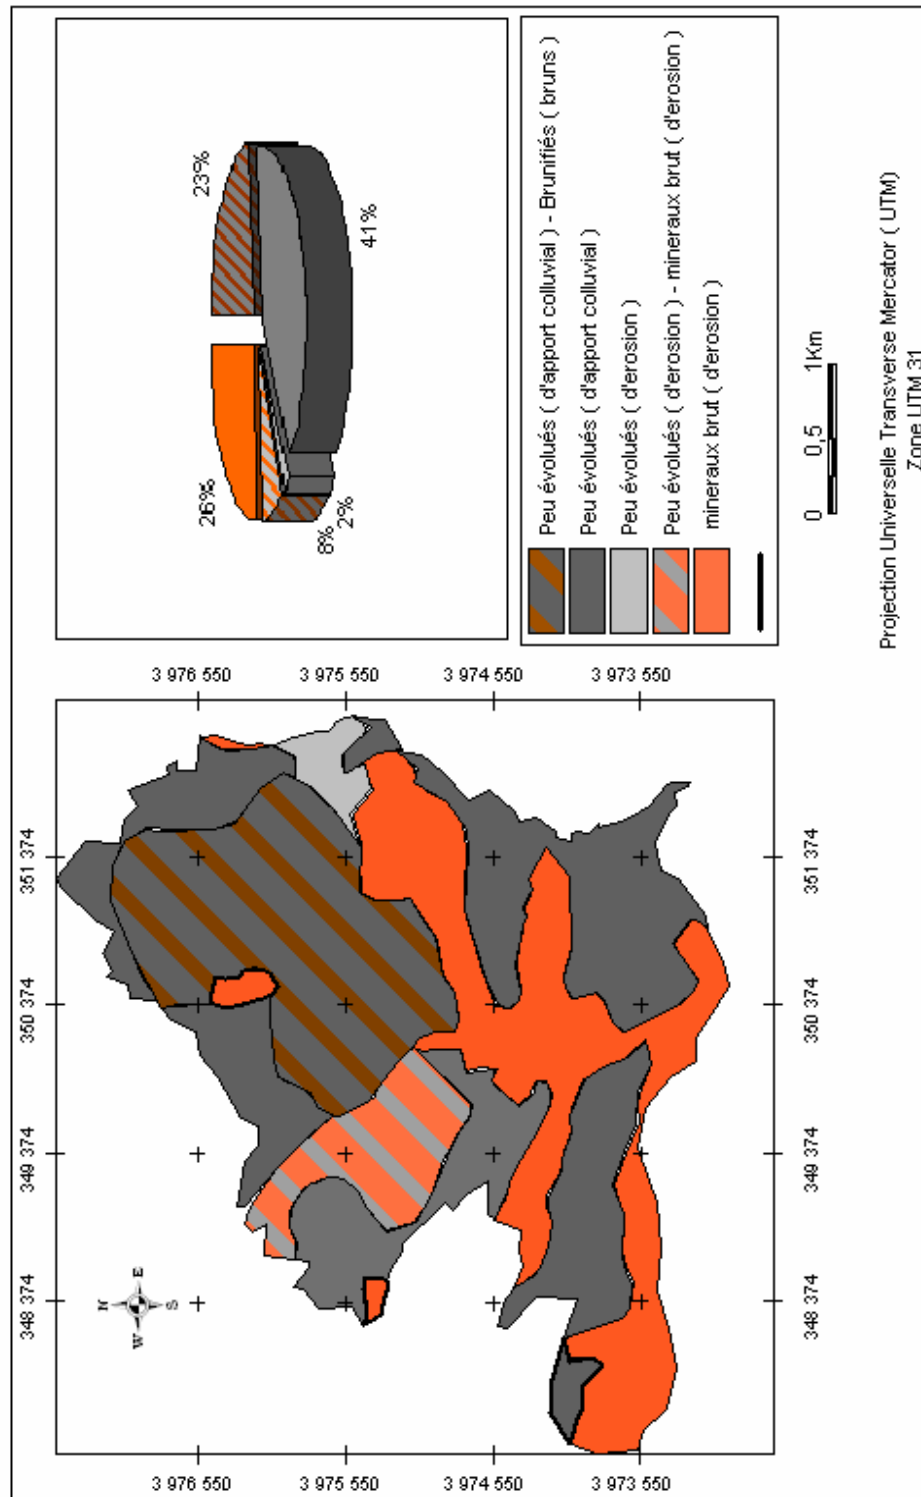 3 976 550
3 975 550
3 974 550
3 973 550
351 374
350 374
349 374
348 374
N
W
E
S
351 374
350 374
349 374
348 374
3 976 550
3 975 550
3 974 550
3 973 550
26%
23%
8%
2%
41%
Peu évolués ( d'apport colluvial ) - Brunifiés ( bruns )
Peu évolués ( d'apport colluvial )
Peu évolués ( d'erosion )
Peu évolués ( d'erosion) - mineraux brut ( d'erosion )
mineraux brut ( d'erosion)
0
0,5
1Km
Projection Universelle Transverse Mercator ( UTM)
Zone UTM 31